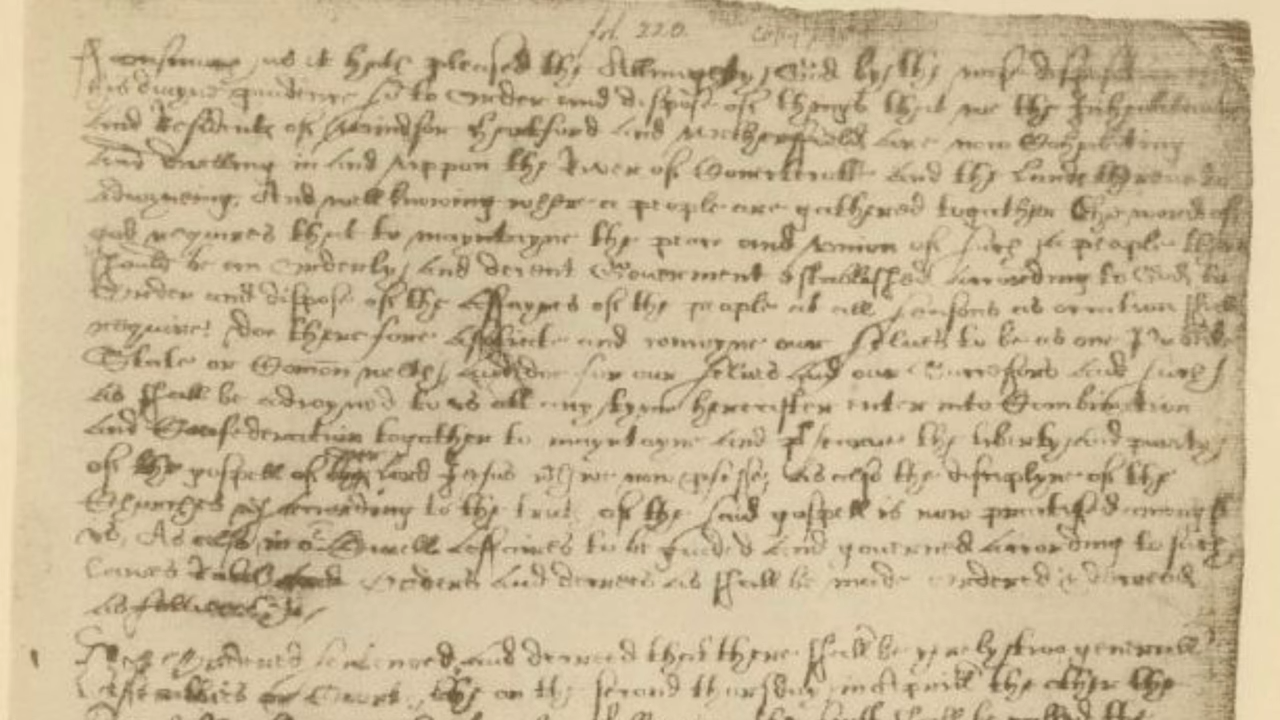 fol. 220.
Forasmuch as it hath pleased the Allmighty God by the wise disposition
his diuyne pruidence so to Order and dispose of things that we the Inhabitants
and Residents of Windsor Harteford and Wethersfield are now Cohabiting
and dwelling in and vppon the Riuer of Conectecotte and the Lands thereunto
adioyneing; And well knowing where a people are gathered togather the word of
god requires that to mayntayne the peace and vnion of such a people there
should be an Orderly and decent Gouerment established according to God, to
Order and dispose of the affayres of the people at all seasons as occation shall
require; doe therefore assotiate and conioyne our selues to be as one Publike
State or Comonwelth; and doe, for our selues and our Successors and such
as shall be adioyned to vs att any tyme hereafter enter into Combination
and Confederation togather, to mayntayne and prsearue the liberty and purity
of the gospell of our Lord Jesus wch we now prfesse, as also the disciplyne of the
Churches wch according to the truth of the said gospell is now practised amongst
vs; As also in or Ciuell Affaires to be guided and gouerned according to such
Lawes Rules Orders and decrees as shall be made Ordered & decreed
as followeth:
It is Ordered sentenced and decreed that there shall be yerely two generall
Assemblies or Courts, the on the second thursday in Aprill, the other the